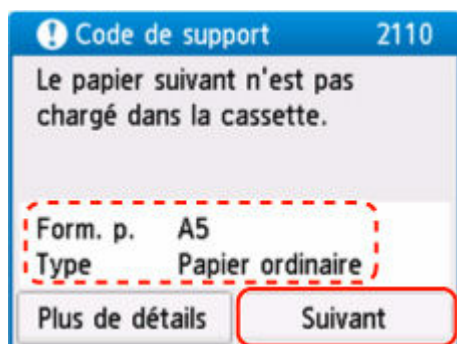 Code de support 2110
Le papier suivant n'est pas
chargé dans la cassette.
Form. p. A5
Type Papier ordinaire
Plus de détails Suivant